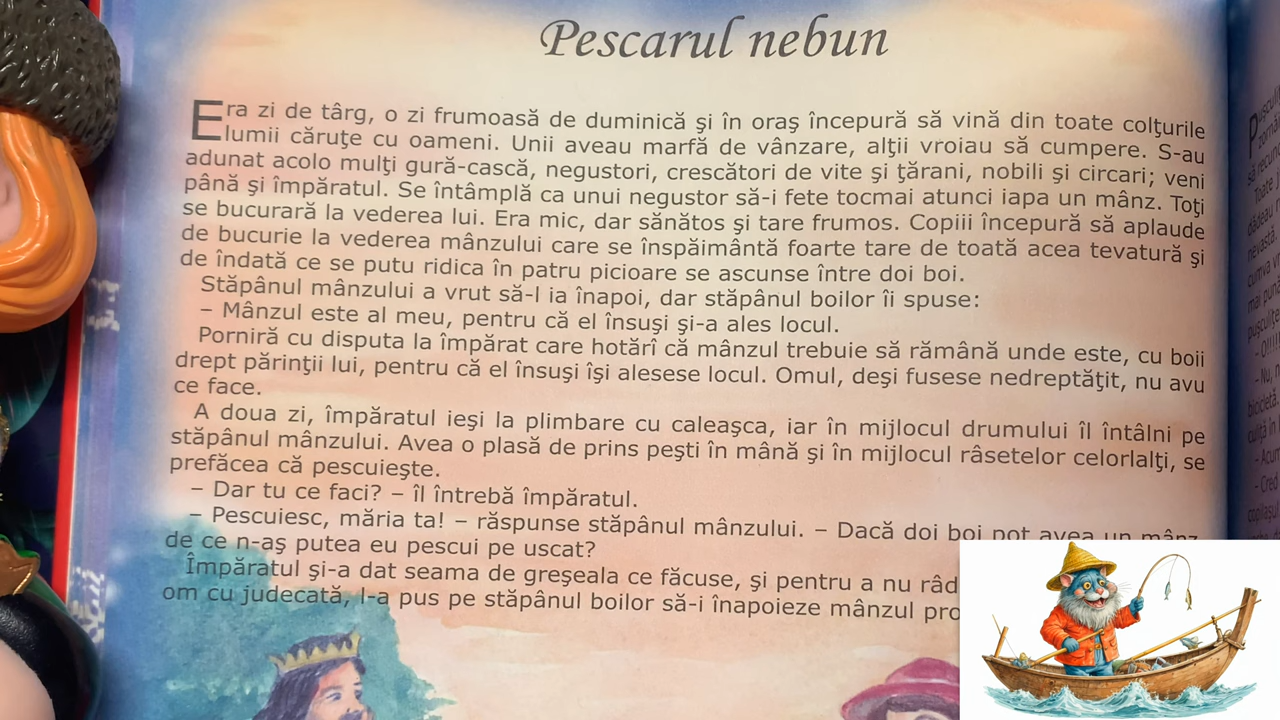 Pescarul nebun
Era zi de târg, o zi frumoasă de duminică şi în oraş începură să vină din toate colţurile
lumii căruţe cu oameni. Unii aveau marfă de vânzare, alţii vroiau să cumpere. S-au
adunat acolo mulţi gură-cască, negustori, crescători de vite şi ţărani, nobili şi circari; veni
până şi împăratul. Se întâmplă ca unui negustor să-i fete tocmai atunci iapa un mânz. Toţi
se bucurară la vederea lui. Era mic, dar sănătos şi tare frumos. Copiii începură să aplaude
de bucurie la vederea mânzului care se înspăimântă foarte tare de toată acea tevatură şi
de îndată ce se putu ridica în patru picioare se ascunse între doi boi.
Stăpânul mânzului a vrut să-l ia înapoi, dar stăpânul boilor îi spuse:
– Mânzul este al meu, pentru că el însuşi şi-a ales locul.
Porniră cu disputa la împărat care hotărî că mânzul trebuie să rămână unde este, cu boii
drept părinţii lui, pentru că el însuşi îşi alesese locul. Omul, deşi fusese nedreptăţit, nu avu
ce face.
A doua zi, împăratul ieşi la plimbare cu caleaşca, iar în mijlocul drumului îl întâlni pe
stăpânul mânzului. Avea o plasă de prins peşti în mână şi în mijlocul râsetelor celorlalţi, se
prefăcea că pescuieşte.
– Dar tu ce faci? – îl întrebă împăratul.
– Pescuiesc, măria ta! – răspunse stăpânul mânzului. – Dacă doi boi pot avea un mânz,
de ce n-aş putea eu pescui pe uscat?
Împăratul şi-a dat seama de greşeala ce făcuse, şi pentru a nu
om cu judecată, l-a pus pe stăpânul boilor să-i înapoieze mânzul